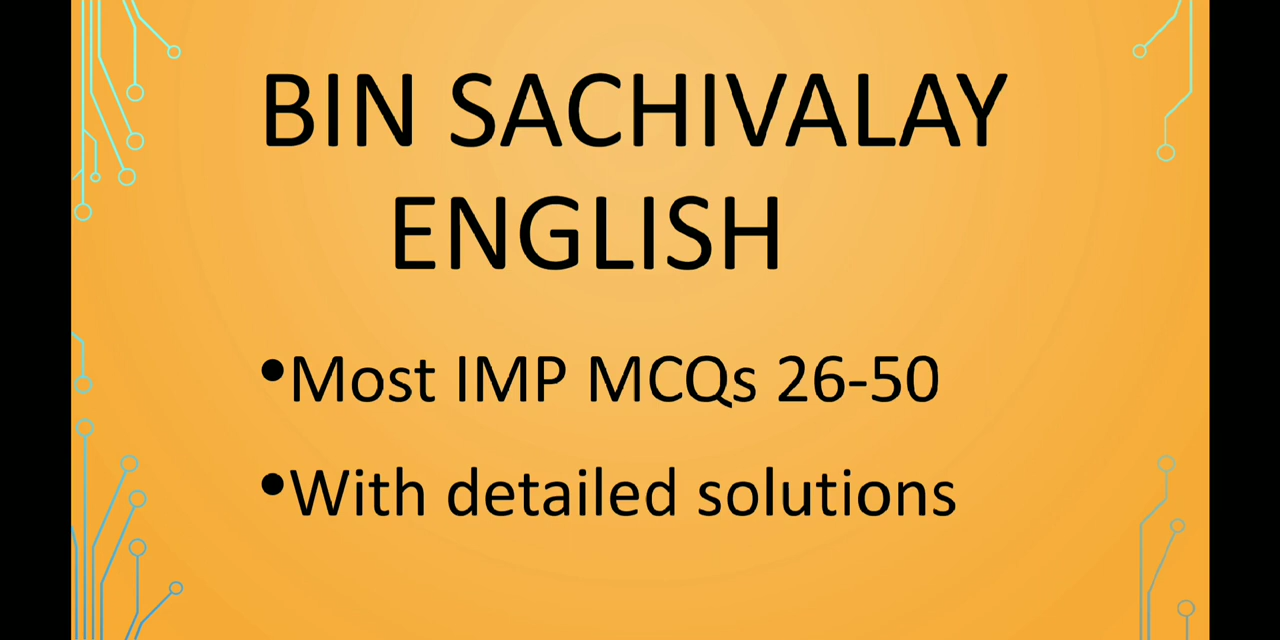 BIN SACHIVALAY
ENGLISH
•Most IMP MCQs 26-50
•With detailed solutions